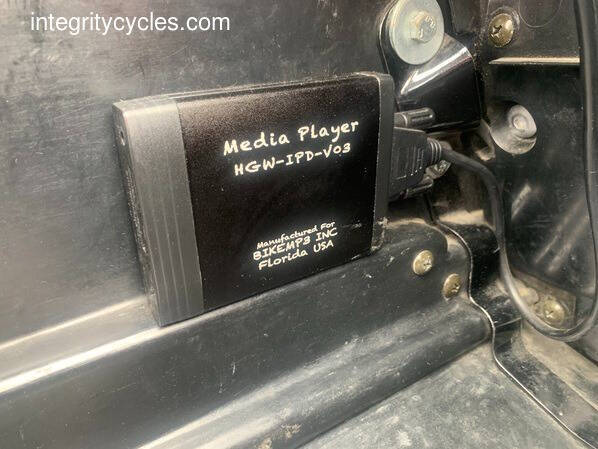 integritycycles.com
Media Player
HGW-IPD-V03
Manufactured For
BIKEMP3 INC
Florida USA